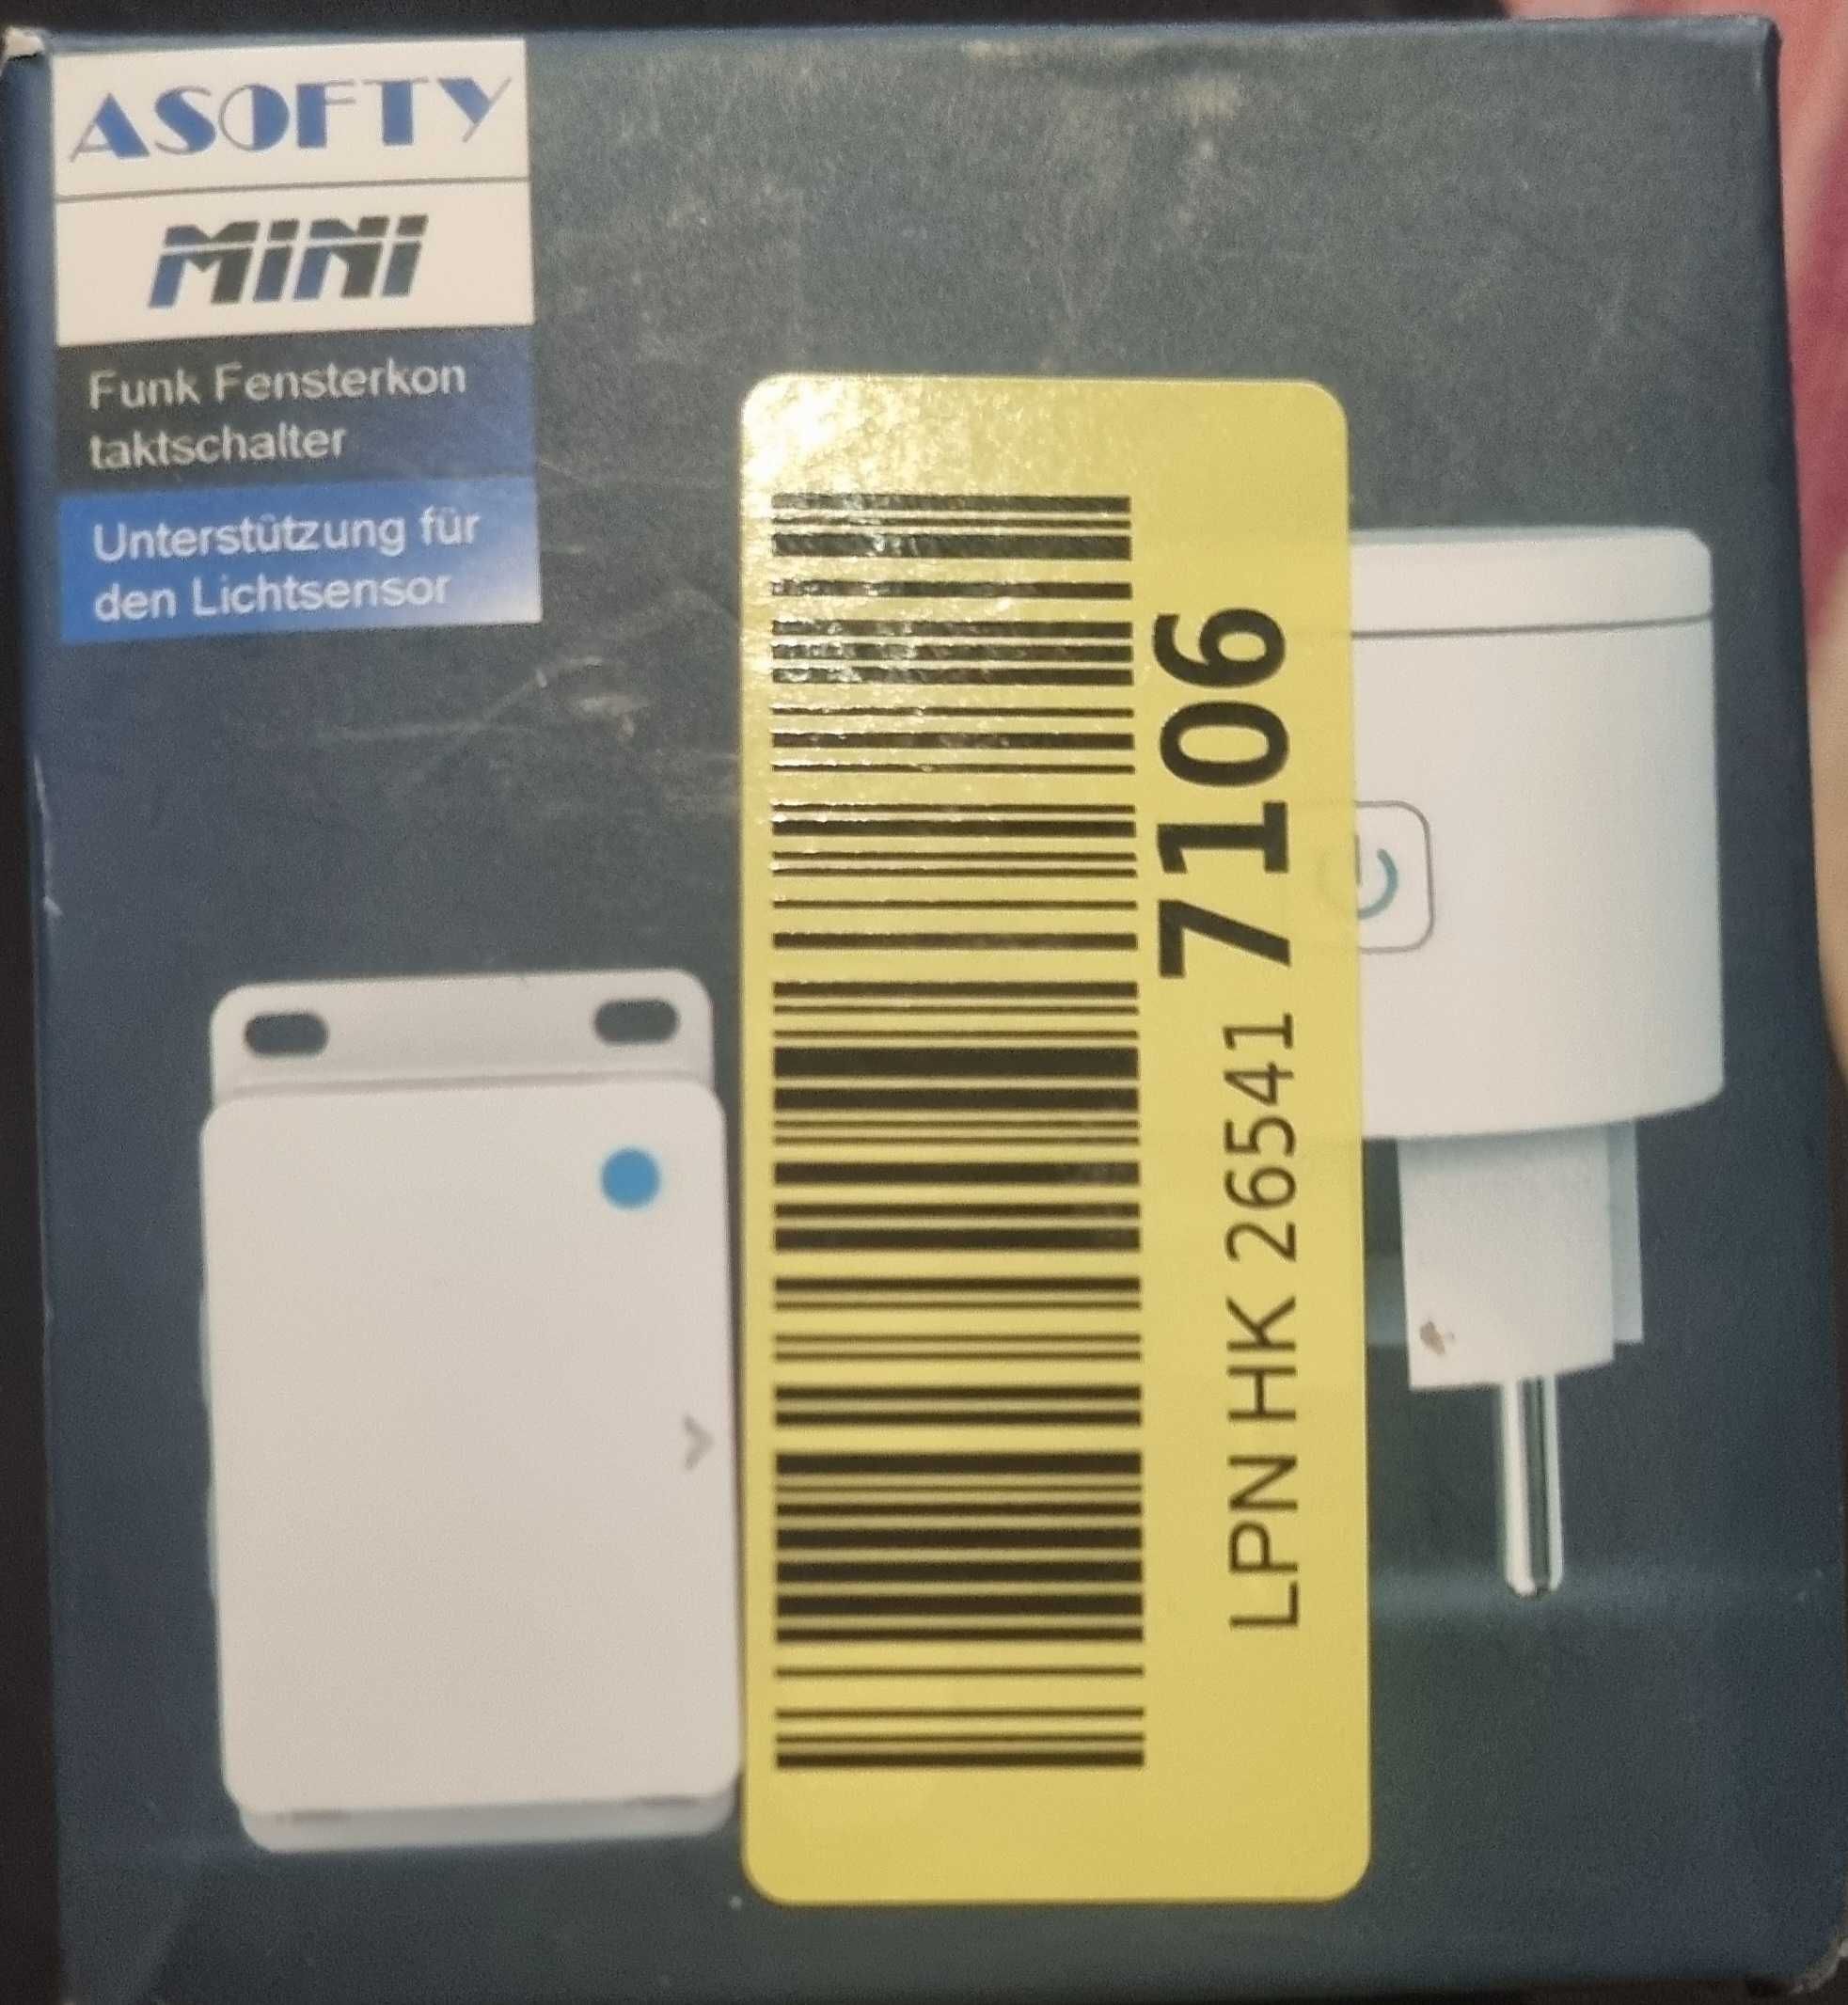 ASOFTY
MINI
Funk Fensterkon
taktschalter
Unterstützung für
den Lichtsensor
LPN HK 26541 7106